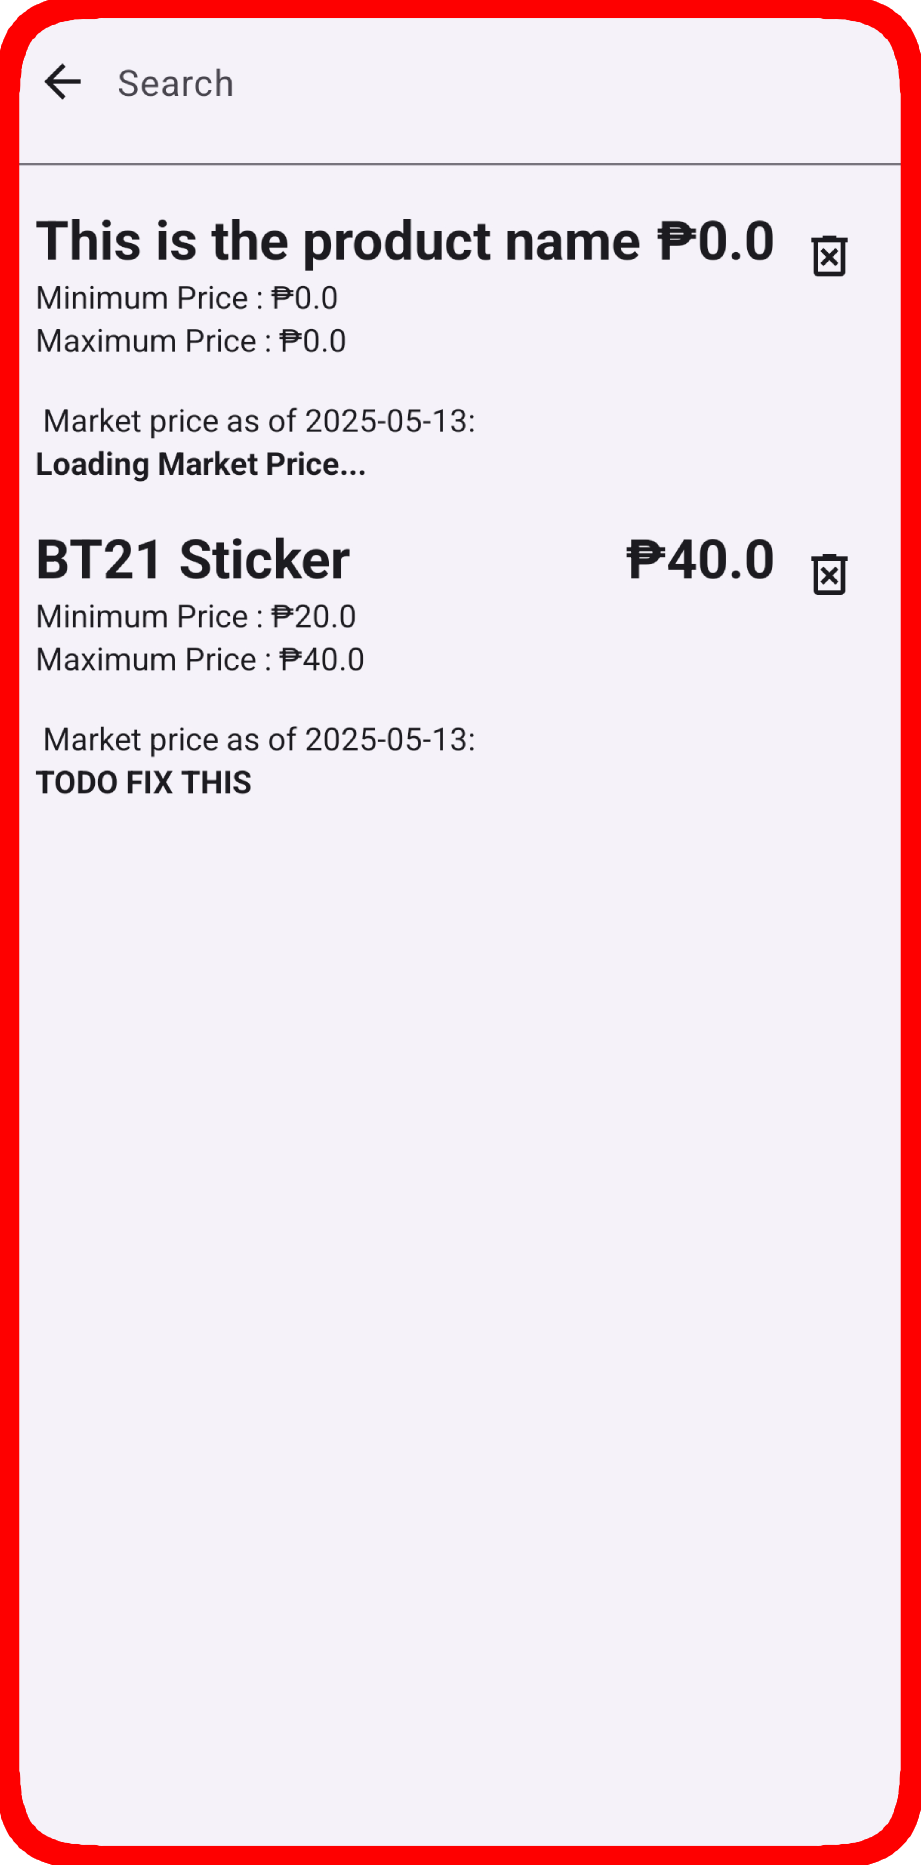 Search
This is the product name ₱0.0
Minimum Price : ₱0.0
Maximum Price : ₱0.0
Market price as of 2025-05-13:
Loading Market Price...
BT21 Sticker ₱40.0
Minimum Price : ₱20.0
Maximum Price : ₱40.0
Market price as of 2025-05-13:
TODO FIX THIS